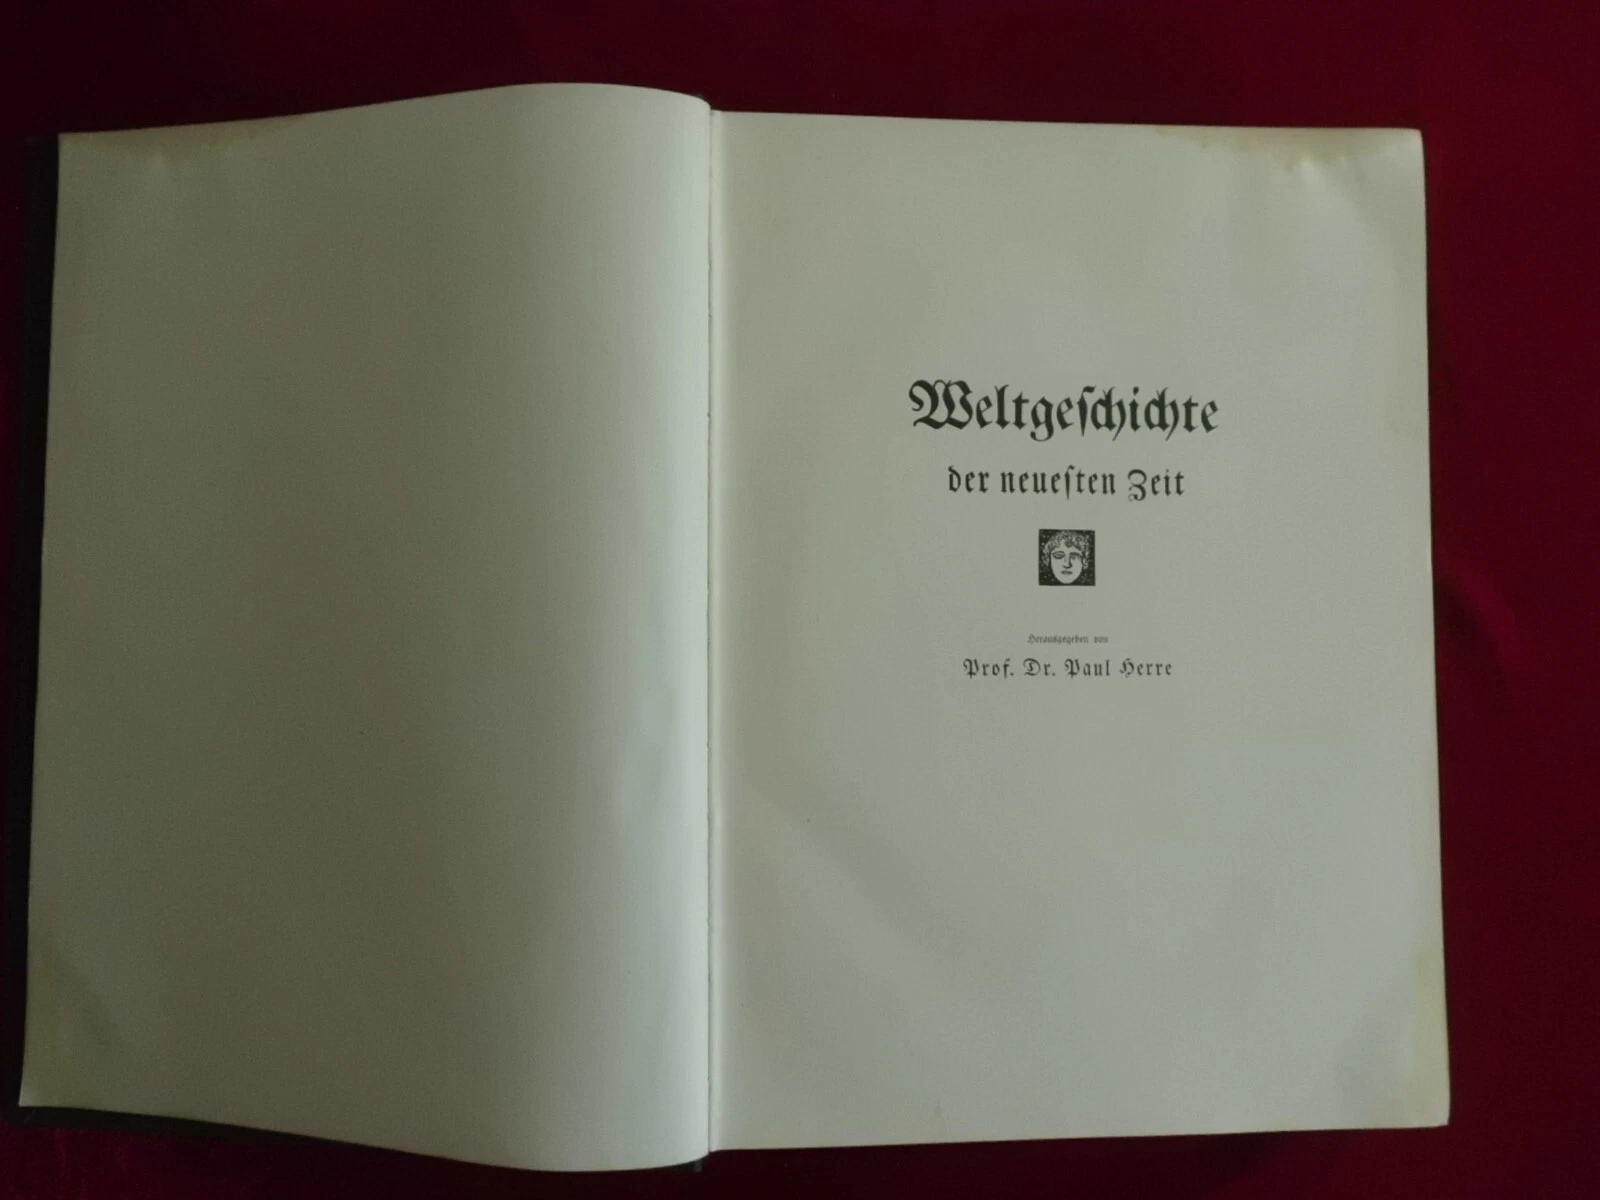 Weltgeſchichte
der neueſten Zeit
Herausgegeben von
Prof. Dr. Paul Herre